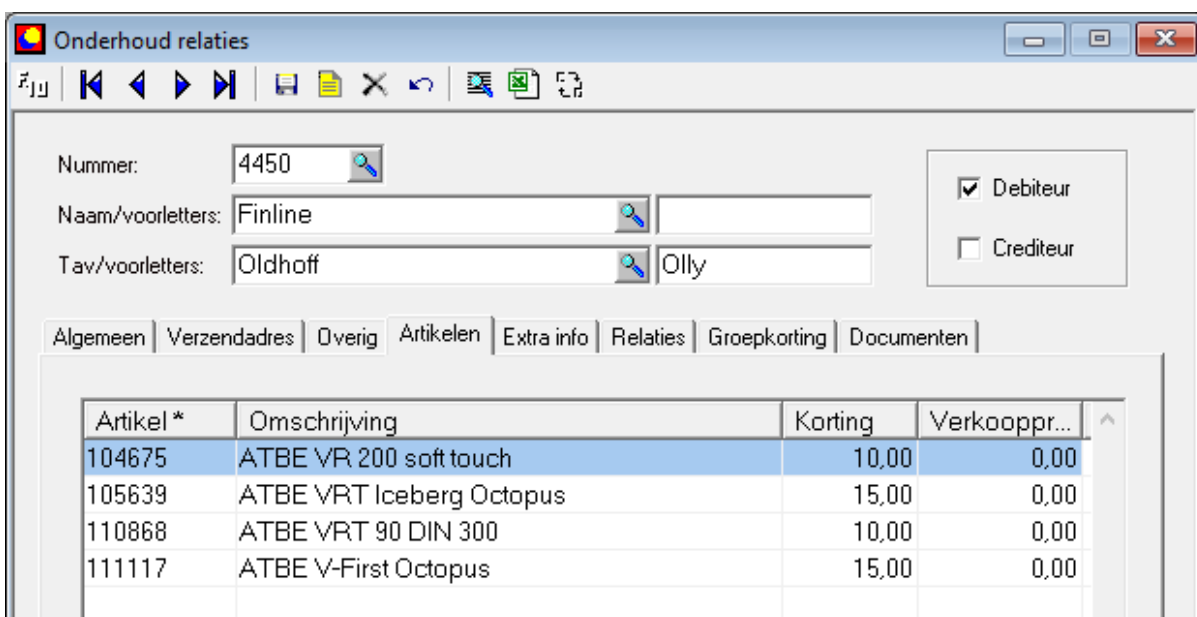 Onderhoud relaties
Nummer: 4450
Debiteur
Naam/voorletters: Finline
Crediteur
Tav/voorletters: Oldhoff Olly
Algemeen Verzendadres Overig Artikelen Extra info Relaties Groepkorting Documenten
Artikel * Omschrijving Korting Verkooppr...
104675 ATBE VR 200 soft touch 10,00 0,00
105639 ATBE VRT Iceberg Octopus 15,00 0,00
110868 ATBE VRT 90 DIN 300 10,00 0,00
111117 ATBE V-First Octopus 15,00 0,00